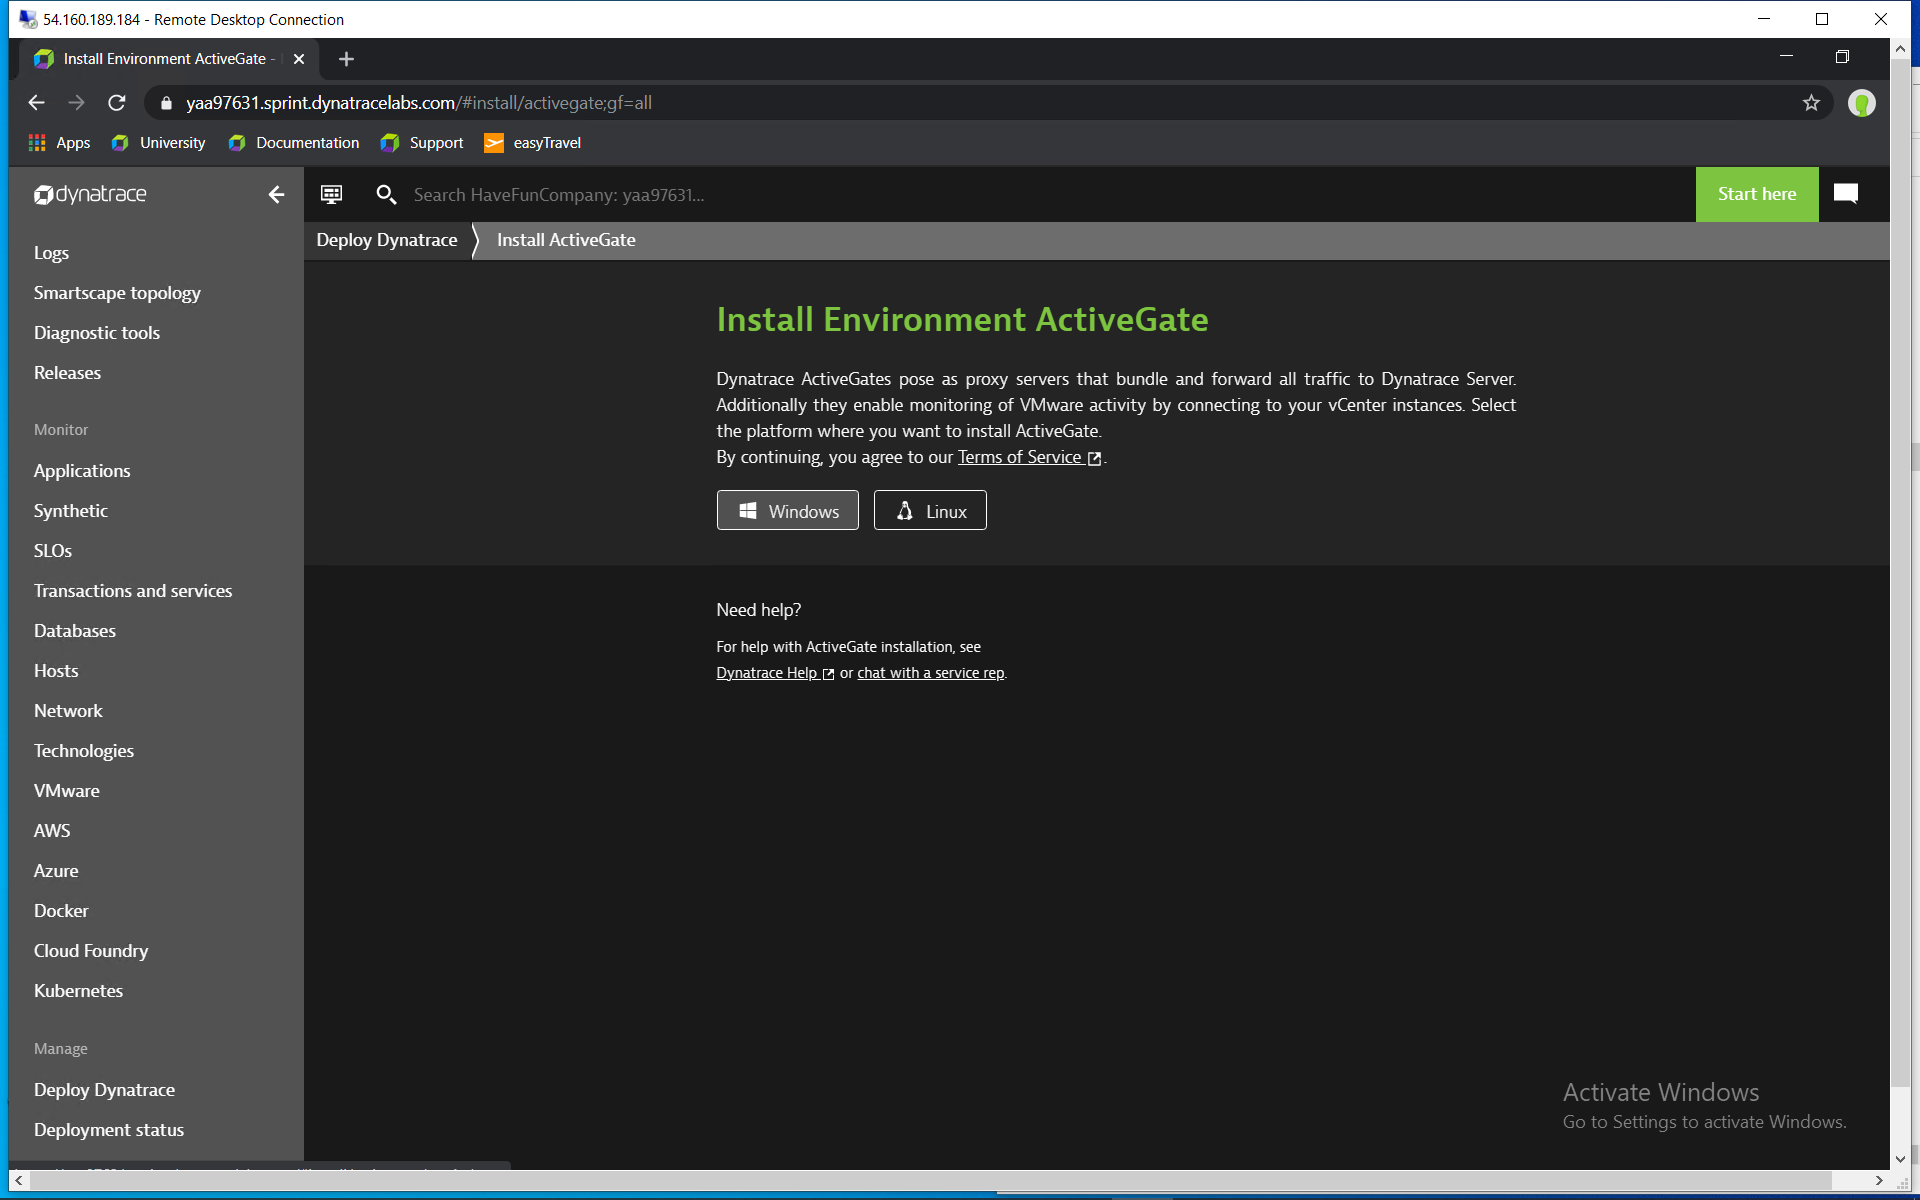 54.160.189.184 - Remote Desktop Connection
Install Environment ActiveGate -
yaa97631.sprint.dynatracelabs.com/#install/activegate;gf=all
Apps University Documentation Support easyTravel
dynatrace
Search HaveFunCompany: yaa97631...
Start here
Deploy Dynatrace Install ActiveGate
Logs
Smartscape topology
Diagnostic tools
Releases
Monitor
Applications
Synthetic
SLOs
Transactions and services
Databases
Hosts
Network
Technologies
VMware
AWS
Azure
Docker
Cloud Foundry
Kubernetes
Manage
Deploy Dynatrace
Deployment status
Install Environment ActiveGate
Dynatrace ActiveGates pose as proxy servers that bundle and forward all traffic to Dynatrace Server.
Additionally they enable monitoring of VMware activity by connecting to your vCenter instances. Select
the platform where you want to install ActiveGate.
By continuing, you agree to our Terms of Service .
Windows Linux
Need help?
For help with ActiveGate installation, see
Dynatrace Help or chat with a service rep.
Activate Windows
Go to Settings to activate Windows.